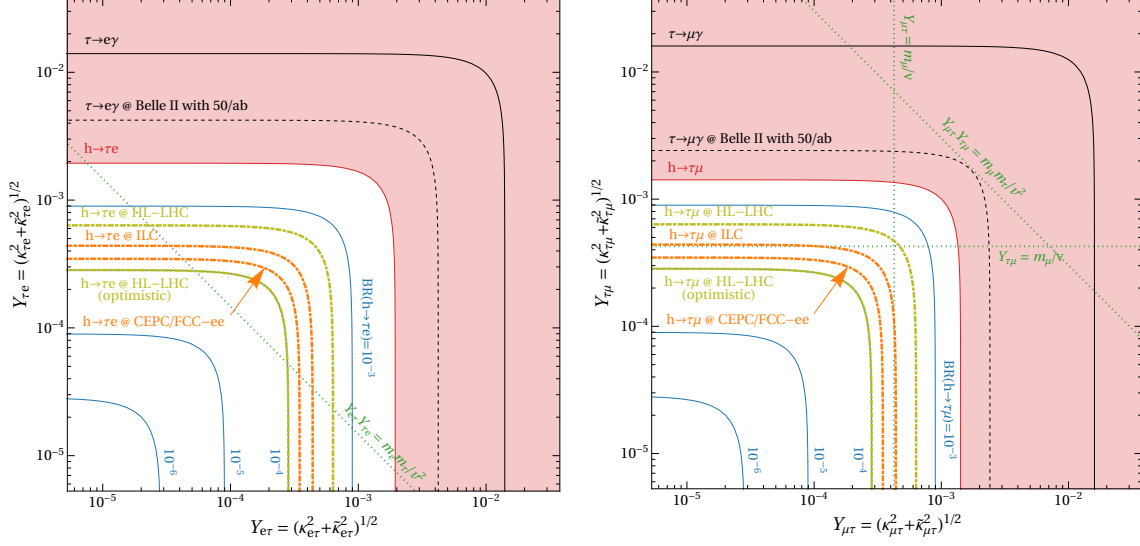 τ→eγ
10⁻²
τ→eγ @ Belle II with 50/ab
h→τe
10⁻³
h→τe @ HL−LHC
h→τe @ ILC
h→τe @ HL−LHC
(optimistic)
h→τe @ CEPC/FCC−ee
10⁻⁴
10⁻⁵
BR(h→τe)=10⁻³
10⁻⁴
10⁻⁵
10⁻⁶
Y_eτ Y_τe = m_e m_τ/υ²
Y_τe = (κ²_τe+κ̃²_τe)^1/2
10⁻⁵ 10⁻⁴ 10⁻³ 10⁻²
Y_eτ = (κ²_eτ+κ̃²_eτ)^1/2
τ→μγ
Y_μτ = m_μ/v
10⁻²
τ→μγ @ Belle II with 50/ab
Y_μτ Y_τμ = m_μ m_τ/υ²
h→τμ
10⁻³
h→τμ @ HL−LHC
h→τμ @ ILC
Y_τμ = m_μ/v
h→τμ @ HL−LHC
(optimistic)
h→τμ @ CEPC/FCC−ee
10⁻⁴
10⁻⁵
BR(h→τμ)=10⁻³
10⁻⁴
10⁻⁵
10⁻⁶
Y_τμ = (κ²_τμ+κ̃²_τμ)^1/2
10⁻⁵ 10⁻⁴ 10⁻³ 10⁻²
Y_μτ = (κ²_μτ+κ̃²_μτ)^1/2